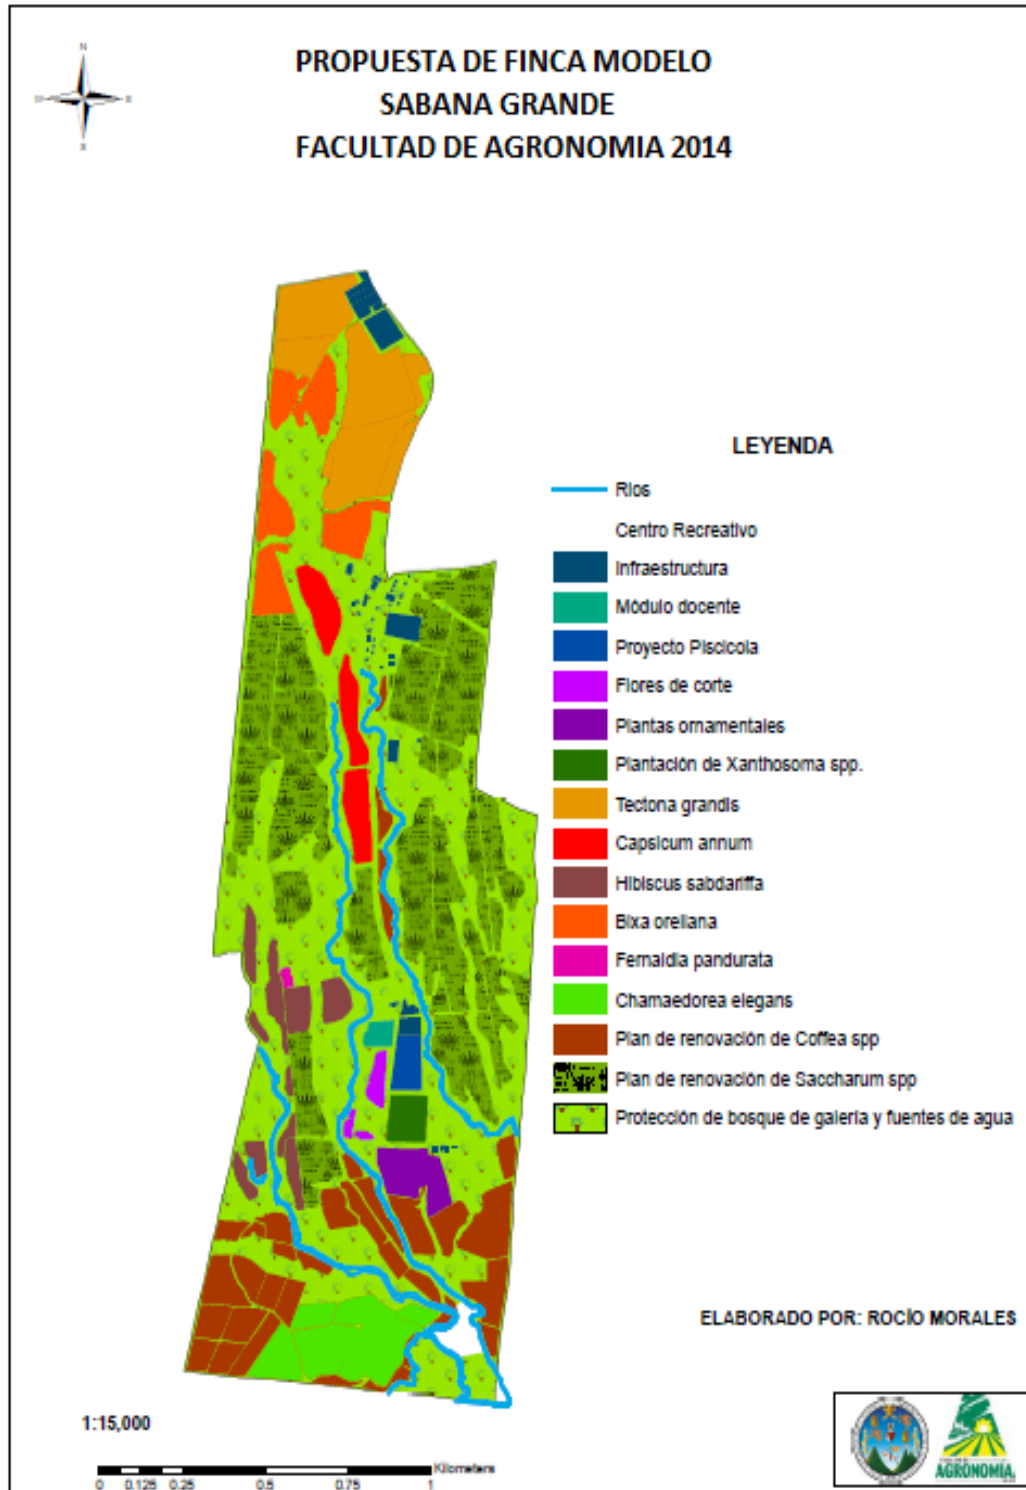 N
PROPUESTA DE FINCA MODELO
SABANA GRANDE
FACULTAD DE AGRONOMIA 2014
S
LEYENDA
Rios
Centro Recreativo
Infraestructura
Módulo docente
Proyecto Piscicola
Flores de corte
Plantas ornamentales
Plantación de Xanthosoma spp.
Tectona grandis
Capsicum annum
Hibiscus sabdariffa
Bixa orellana
Fernaldia pandurata
Chamaedorea elegans
Plan de renovación de Coffea spp
Plan de renovación de Saccharum spp
Protección de bosque de galería y fuentes de agua
ELABORADO POR: ROCÍO MORALES
1:15,000
Kilometers
0 0.125 0.25 0.5 0.75 1
AGRONOMIA